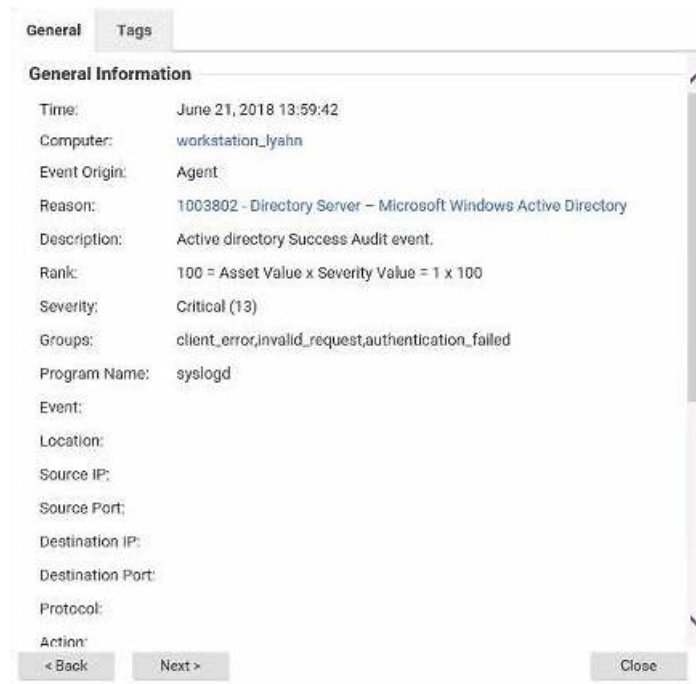 General Tags
General Information
Time: June 21, 2018 13:59:42
Computer: workstation_lyahn
Event Origin: Agent
Reason: 1003802 - Directory Server – Microsoft Windows Active Directory
Description: Active directory Success Audit event.
Rank: 100 = Asset Value x Severity Value = 1 x 100
Severity: Critical (13)
Groups: client_error,invalid_request,authentication_failed
Program Name: syslogd
Event:
Location:
Source IP:
Source Port:
Destination IP:
Destination Port:
Protocol:
Action:
< Back Next > Close